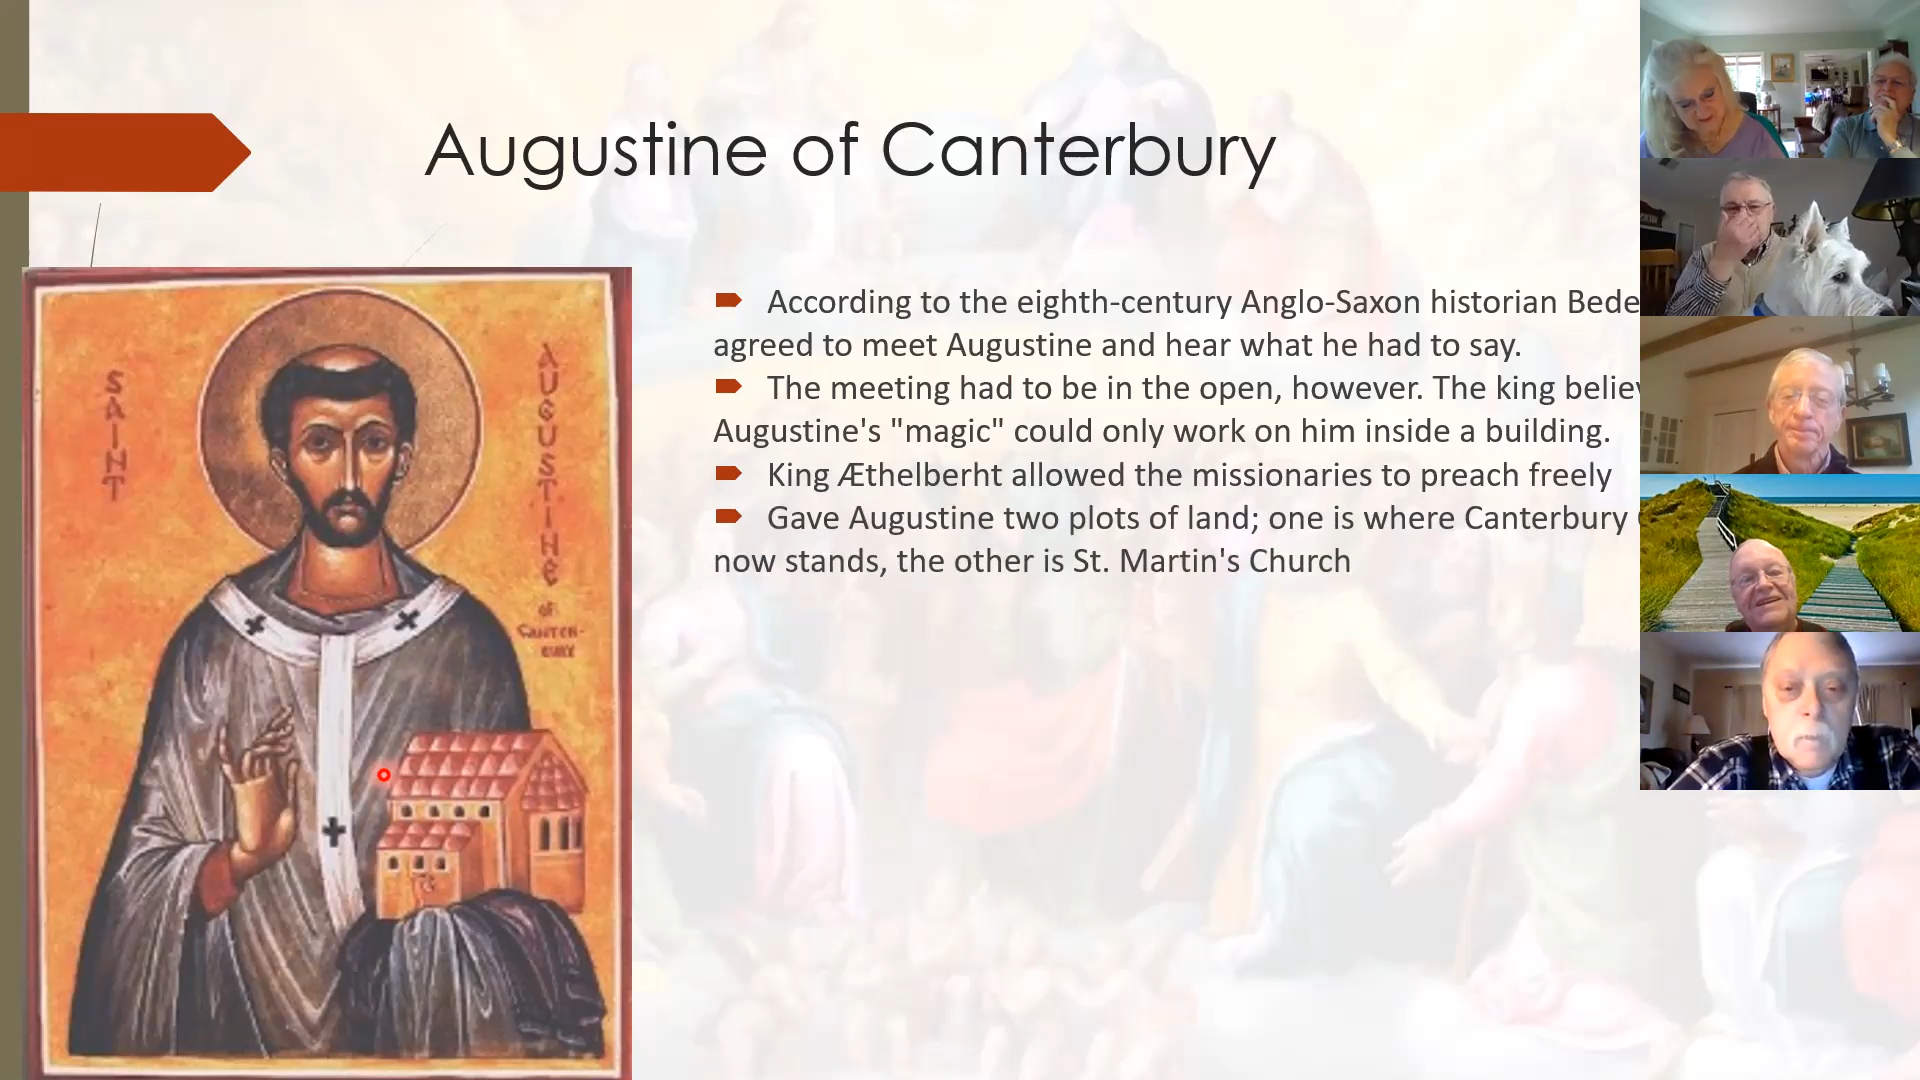 Augustine of Canterbury
According to the eighth-century Anglo-Saxon historian Bede
agreed to meet Augustine and hear what he had to say.
The meeting had to be in the open, however. The king
Augustine's "magic" could only work on him inside a building.
King Æthelberht allowed the missionaries to preach freely
Gave Augustine two plots of land; one is where Canterbury
now stands, the other is St. Martin's Church
SAINT
AUGUSTINE
OF
CANTER-
BURY